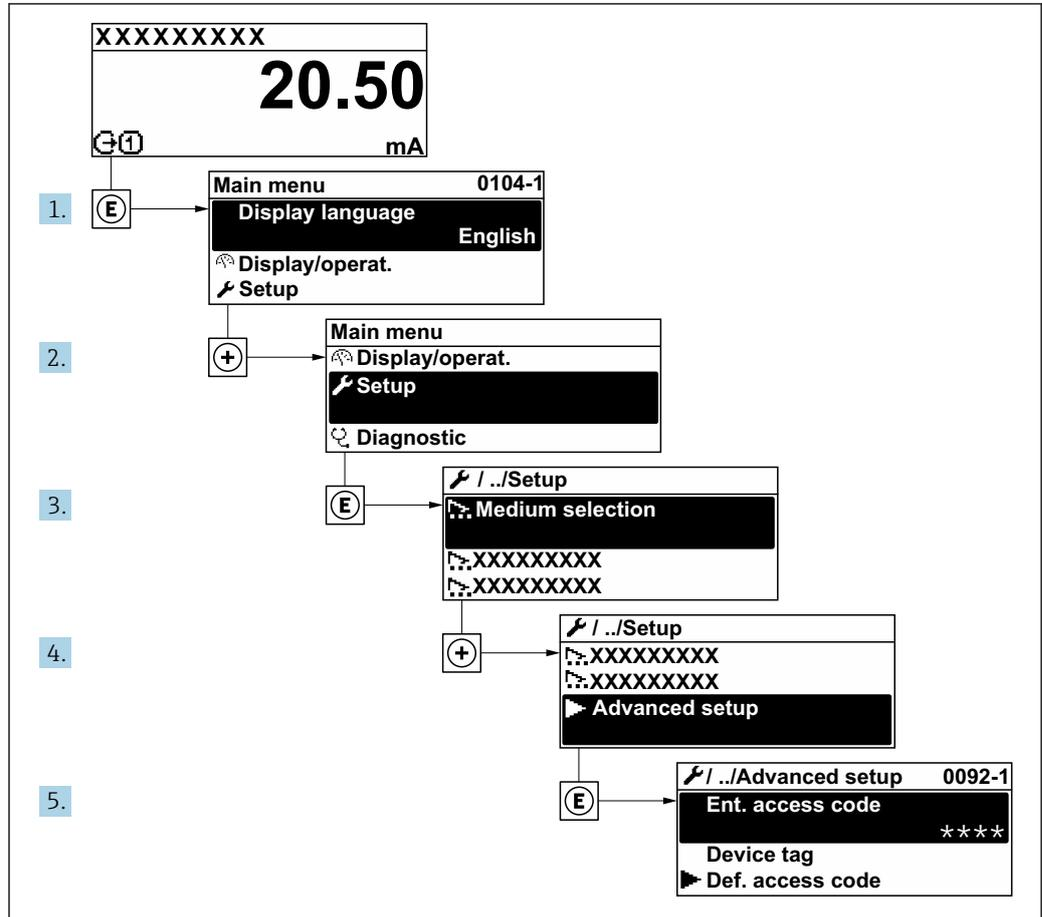 XXXXXXXXX
20.50
1 mA
1. E
Main menu 0104-1
Display language
English
Display/operat.
Setup
2. +
Main menu
Display/operat.
Setup
Diagnostic
3. E
/ ../Setup
Medium selection
XXXXXXXXX
XXXXXXXXX
4. +
/ ../Setup
XXXXXXXXX
XXXXXXXXX
Advanced setup
5. E
/ ../Advanced setup 0092-1
Ent. access code
****
Device tag
Def. access code